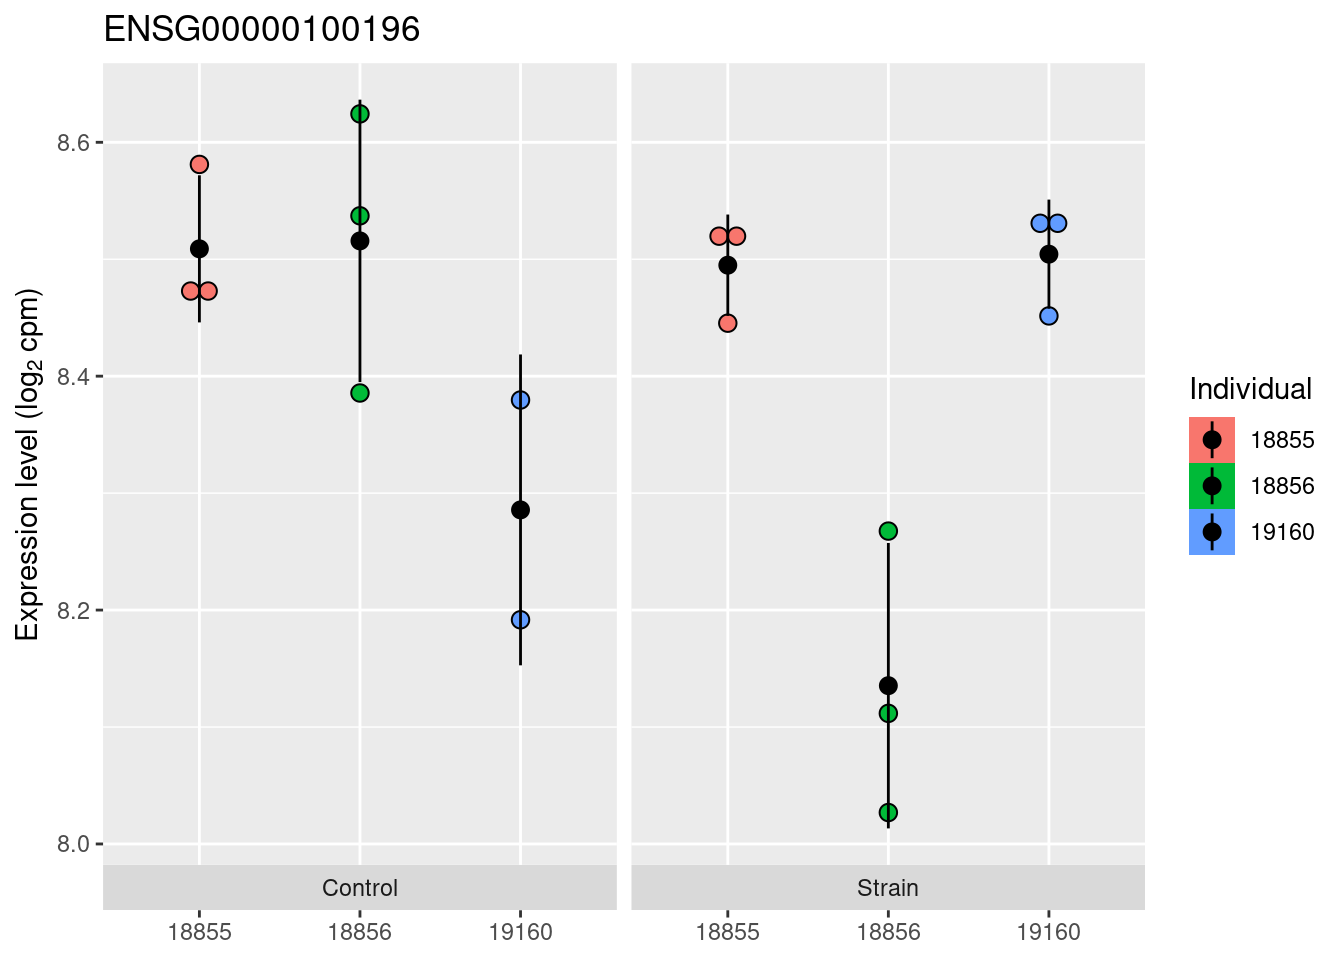 ENSG00000100196
Expression level (log₂ cpm)
8.6
8.4
8.2
8.0
Control
Strain
18855 18856 19160
18855 18856 19160
Individual
18855
18856
19160